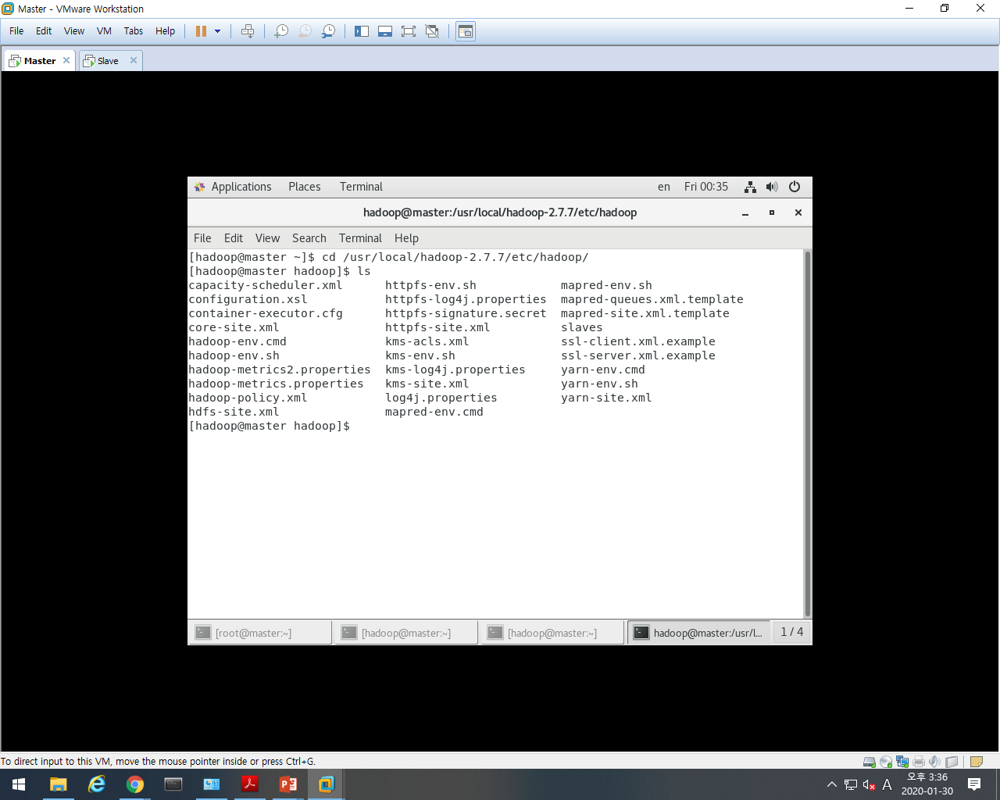 Master - VMware Workstation
File Edit View VM Tabs Help
Master Slave
Applications Places Terminal en Fri 00:35
hadoop@master:/usr/local/hadoop-2.7.7/etc/hadoop
File Edit View Search Terminal Help
[hadoop@master ~]$ cd /usr/local/hadoop-2.7.7/etc/hadoop/
[hadoop@master hadoop]$ ls
capacity-scheduler.xml httpfs-env.sh mapred-env.sh
configuration.xsl httpfs-log4j.properties mapred-queues.xml.template
container-executor.cfg httpfs-signature.secret mapred-site.xml.template
core-site.xml httpfs-site.xml slaves
hadoop-env.cmd kms-acls.xml ssl-client.xml.example
hadoop-env.sh kms-env.sh ssl-server.xml.example
hadoop-metrics2.properties kms-log4j.properties yarn-env.cmd
hadoop-metrics.properties kms-site.xml yarn-env.sh
hadoop-policy.xml log4j.properties yarn-site.xml
hdfs-site.xml mapred-env.cmd
[hadoop@master hadoop]$
[root@master:~] [hadoop@master:~] [hadoop@master:~] hadoop@master:/usr/l... 1 / 4
To direct input to this VM, move the mouse pointer inside or press Ctrl+G.
A 오후 3:36
2020-01-30